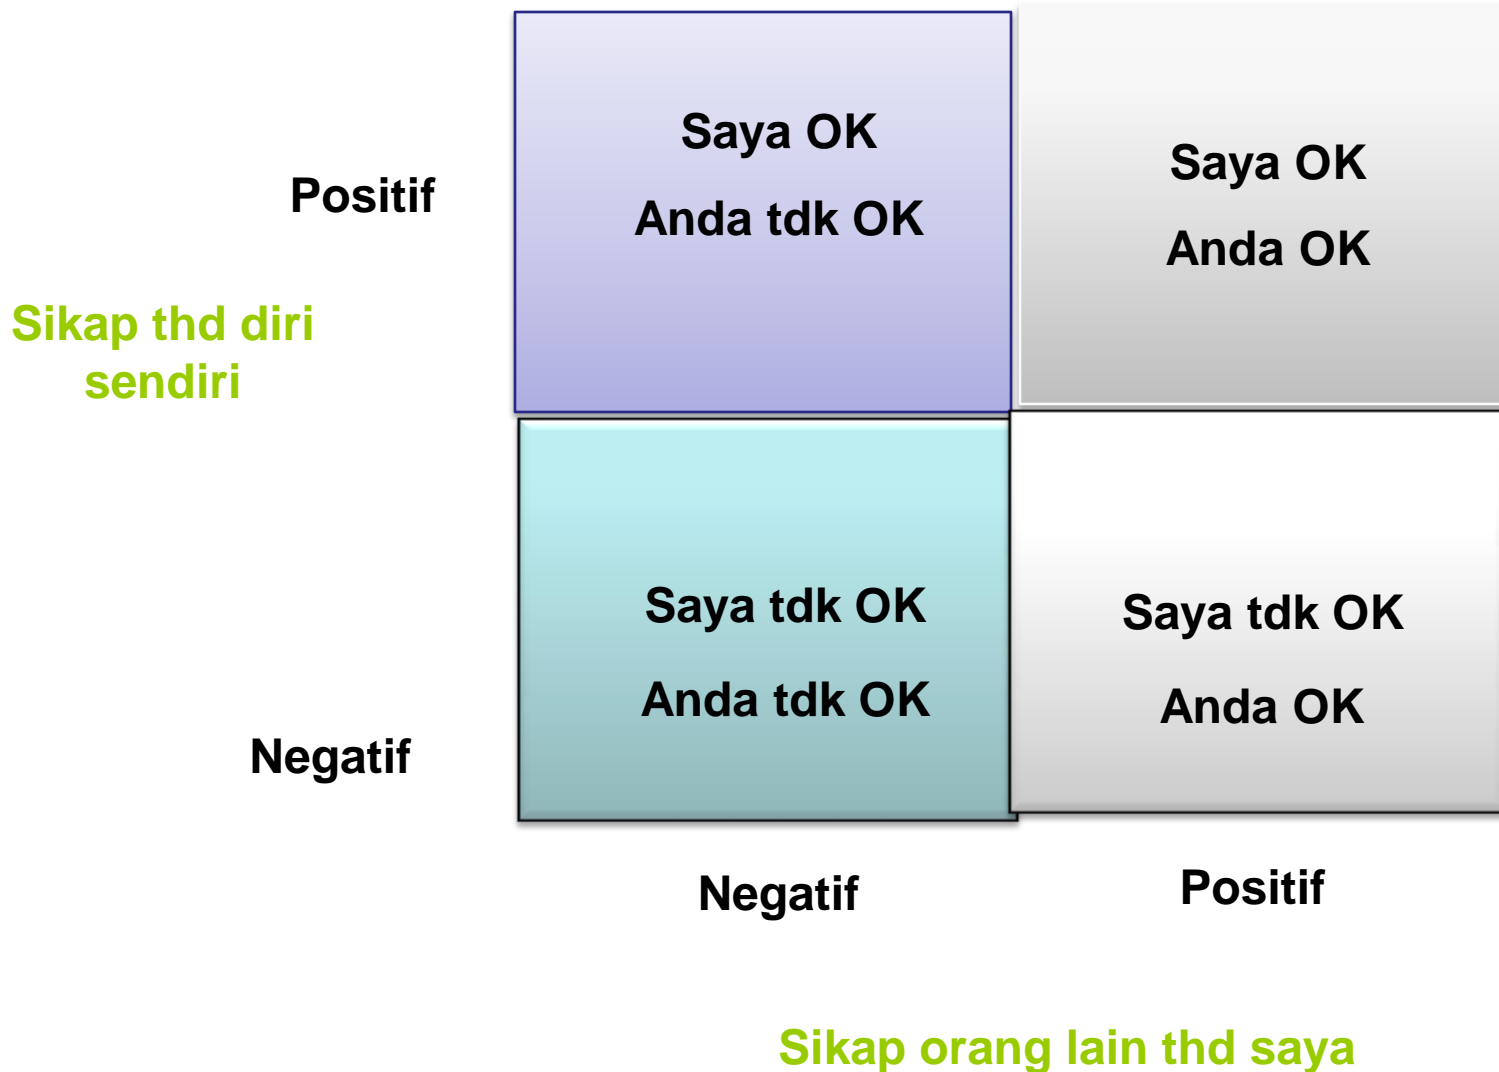 Saya OK
Anda tdk OK
Saya OK
Anda OK
Positif
Sikap thd diri
sendiri
Saya tdk OK
Anda tdk OK
Saya tdk OK
Anda OK
Negatif
Negatif
Positif
Sikap orang lain thd saya